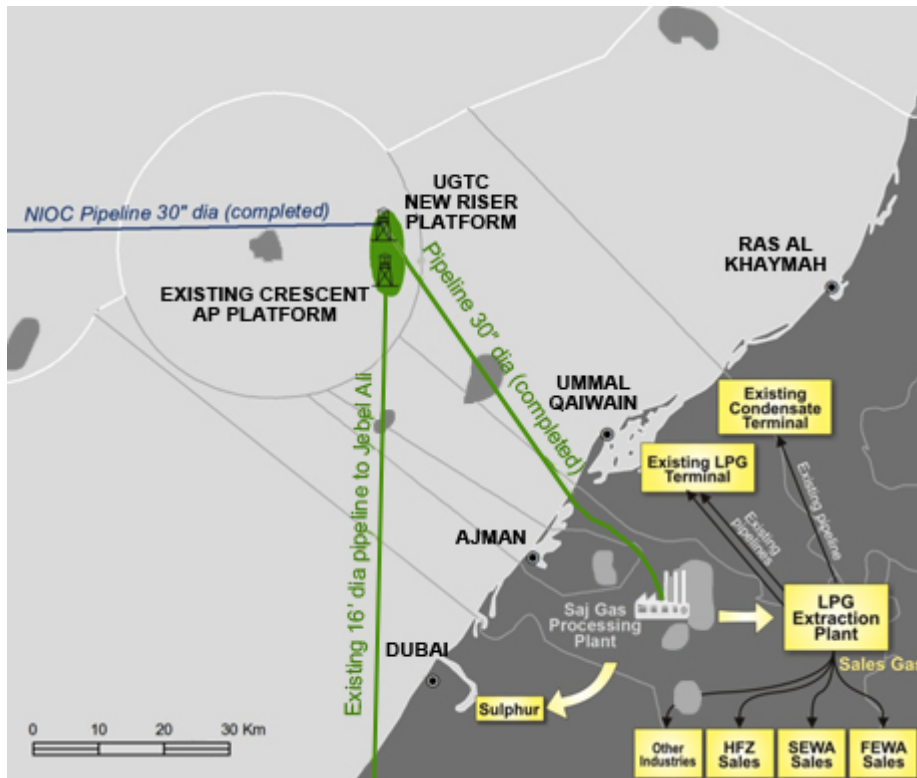 UGTC
NEW RISER
PLATFORM
NIOC Pipeline 30" dia (completed)
EXISTING CRESCENT
AP PLATFORM
Pipeline 30" dia (completed)
Existing 16' dia pipeline to Jebel Ali
RAS AL
KHAYMAH
UMMAL
QAIWAIN
AJMAN
DUBAI
Existing
Condensate
Terminal
Existing LPG
Terminal
Existing
pipelines
Existing pipeline
Saj Gas
Processing
Plant
LPG
Extraction
Plant
Sales Gas
Sulphur
Other
Industries
HFZ
Sales
SEWA
Sales
FEWA
Sales
0 10 20 30 Km